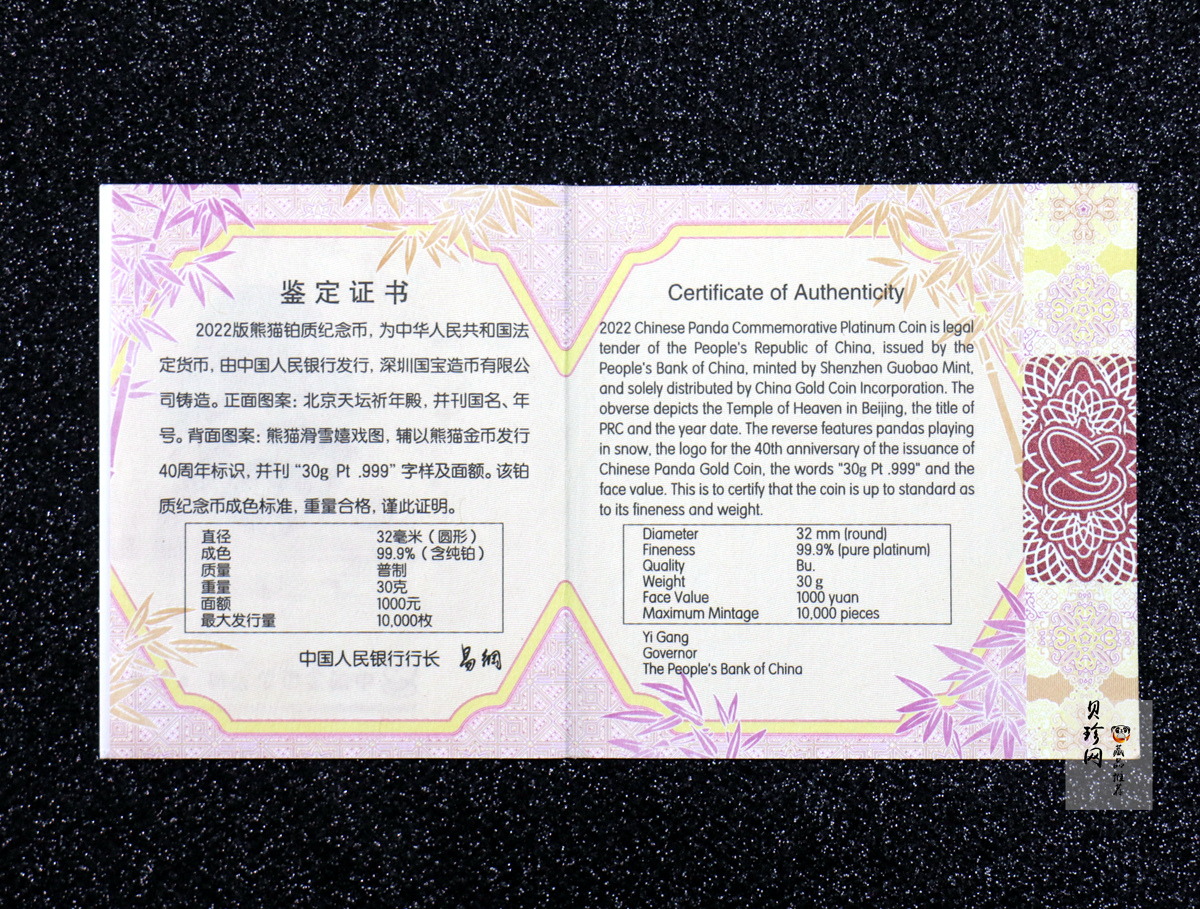 鉴定证书
2022版熊猫铂质纪念币，为中华人民共和国法
定货币，由中国人民银行发行，深圳国宝造币有限公
司铸造。正面图案：北京天坛祈年殿，并刊国名、年
号。背面图案：熊猫滑雪嬉戏图，辅以熊猫金币发行
40周年标识，并刊“30g Pt .999”字样及面额。该铂
质纪念币成色标准，重量合格，谨此证明。
直径 32毫米（圆形）
成色 99.9%（含纯铂）
质量 普制
重量 30克
面额 1000元
最大发行量 10,000枚
中国人民银行行长 易纲
Certificate of Authenticity
2022 Chinese Panda Commemorative Platinum Coin is legal
tender of the People's Republic of China, issued by the
People's Bank of China, minted by Shenzhen Guobao Mint,
and solely distributed by China Gold Coin Incorporation. The
obverse depicts the Temple of Heaven in Beijing, the title of
PRC and the year date. The reverse features pandas playing
in snow, the logo for the 40th anniversary of the issuance of
Chinese Panda Gold Coin, the words "30g Pt .999" and the
face value. This is to certify that the coin is up to standard as
to its fineness and weight.
Diameter 32 mm (round)
Fineness 99.9% (pure platinum)
Quality Bu.
Weight 30 g
Face Value 1000 yuan
Maximum Mintage 10,000 pieces
Yi Gang
Governor
The People's Bank of China
贝珍网
藏品推荐